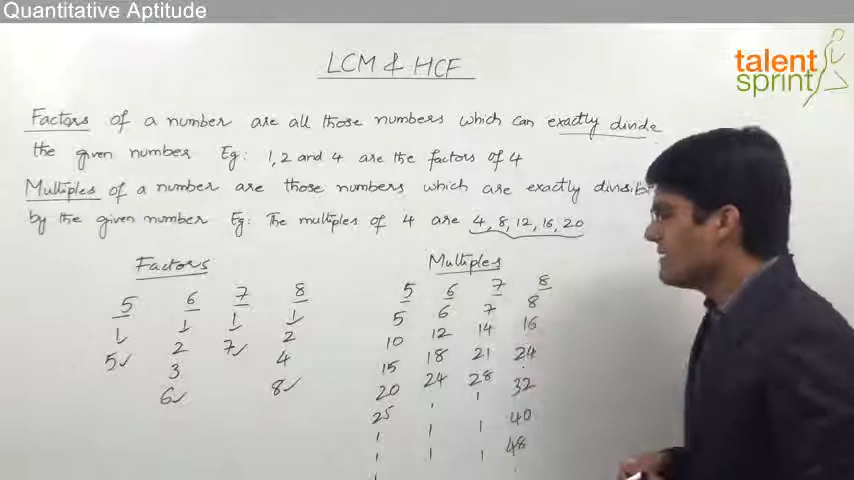 Quantitative Aptitude
talent
sprint
LCM & HCF
Factors of a number are all those numbers which can exactly divide
the given number Eg: 1, 2 and 4 are the factors of 4
Multiples of a number are those numbers which are exactly divisib
by the given number Eg: The multiples of 4 are 4, 8, 12, 16, 20
Factors
5 6 7 8
1 1 1 1
5✓ 2 7✓ 2
3 4
6✓ 8✓
Multiples
5 6 7 8
5 6 7 8
10 12 14 16
15 18 21 24
20 24 28 32
25 40
48